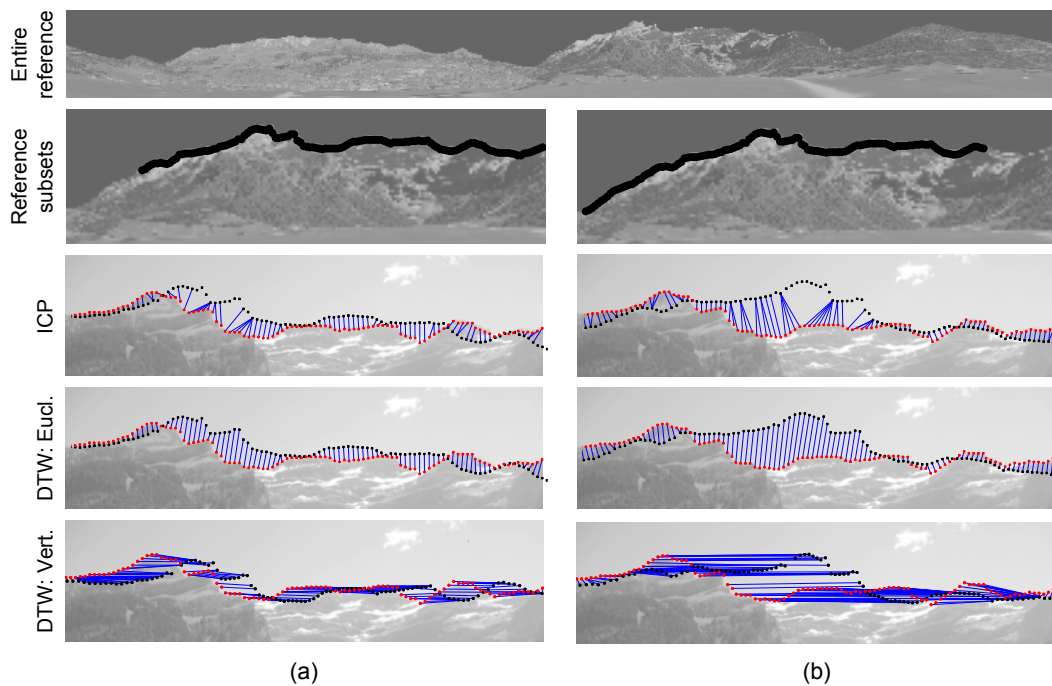 Entire
reference
Reference
subsets
ICP
DTW: Eucl.
DTW: Vert.
(a)
(b)